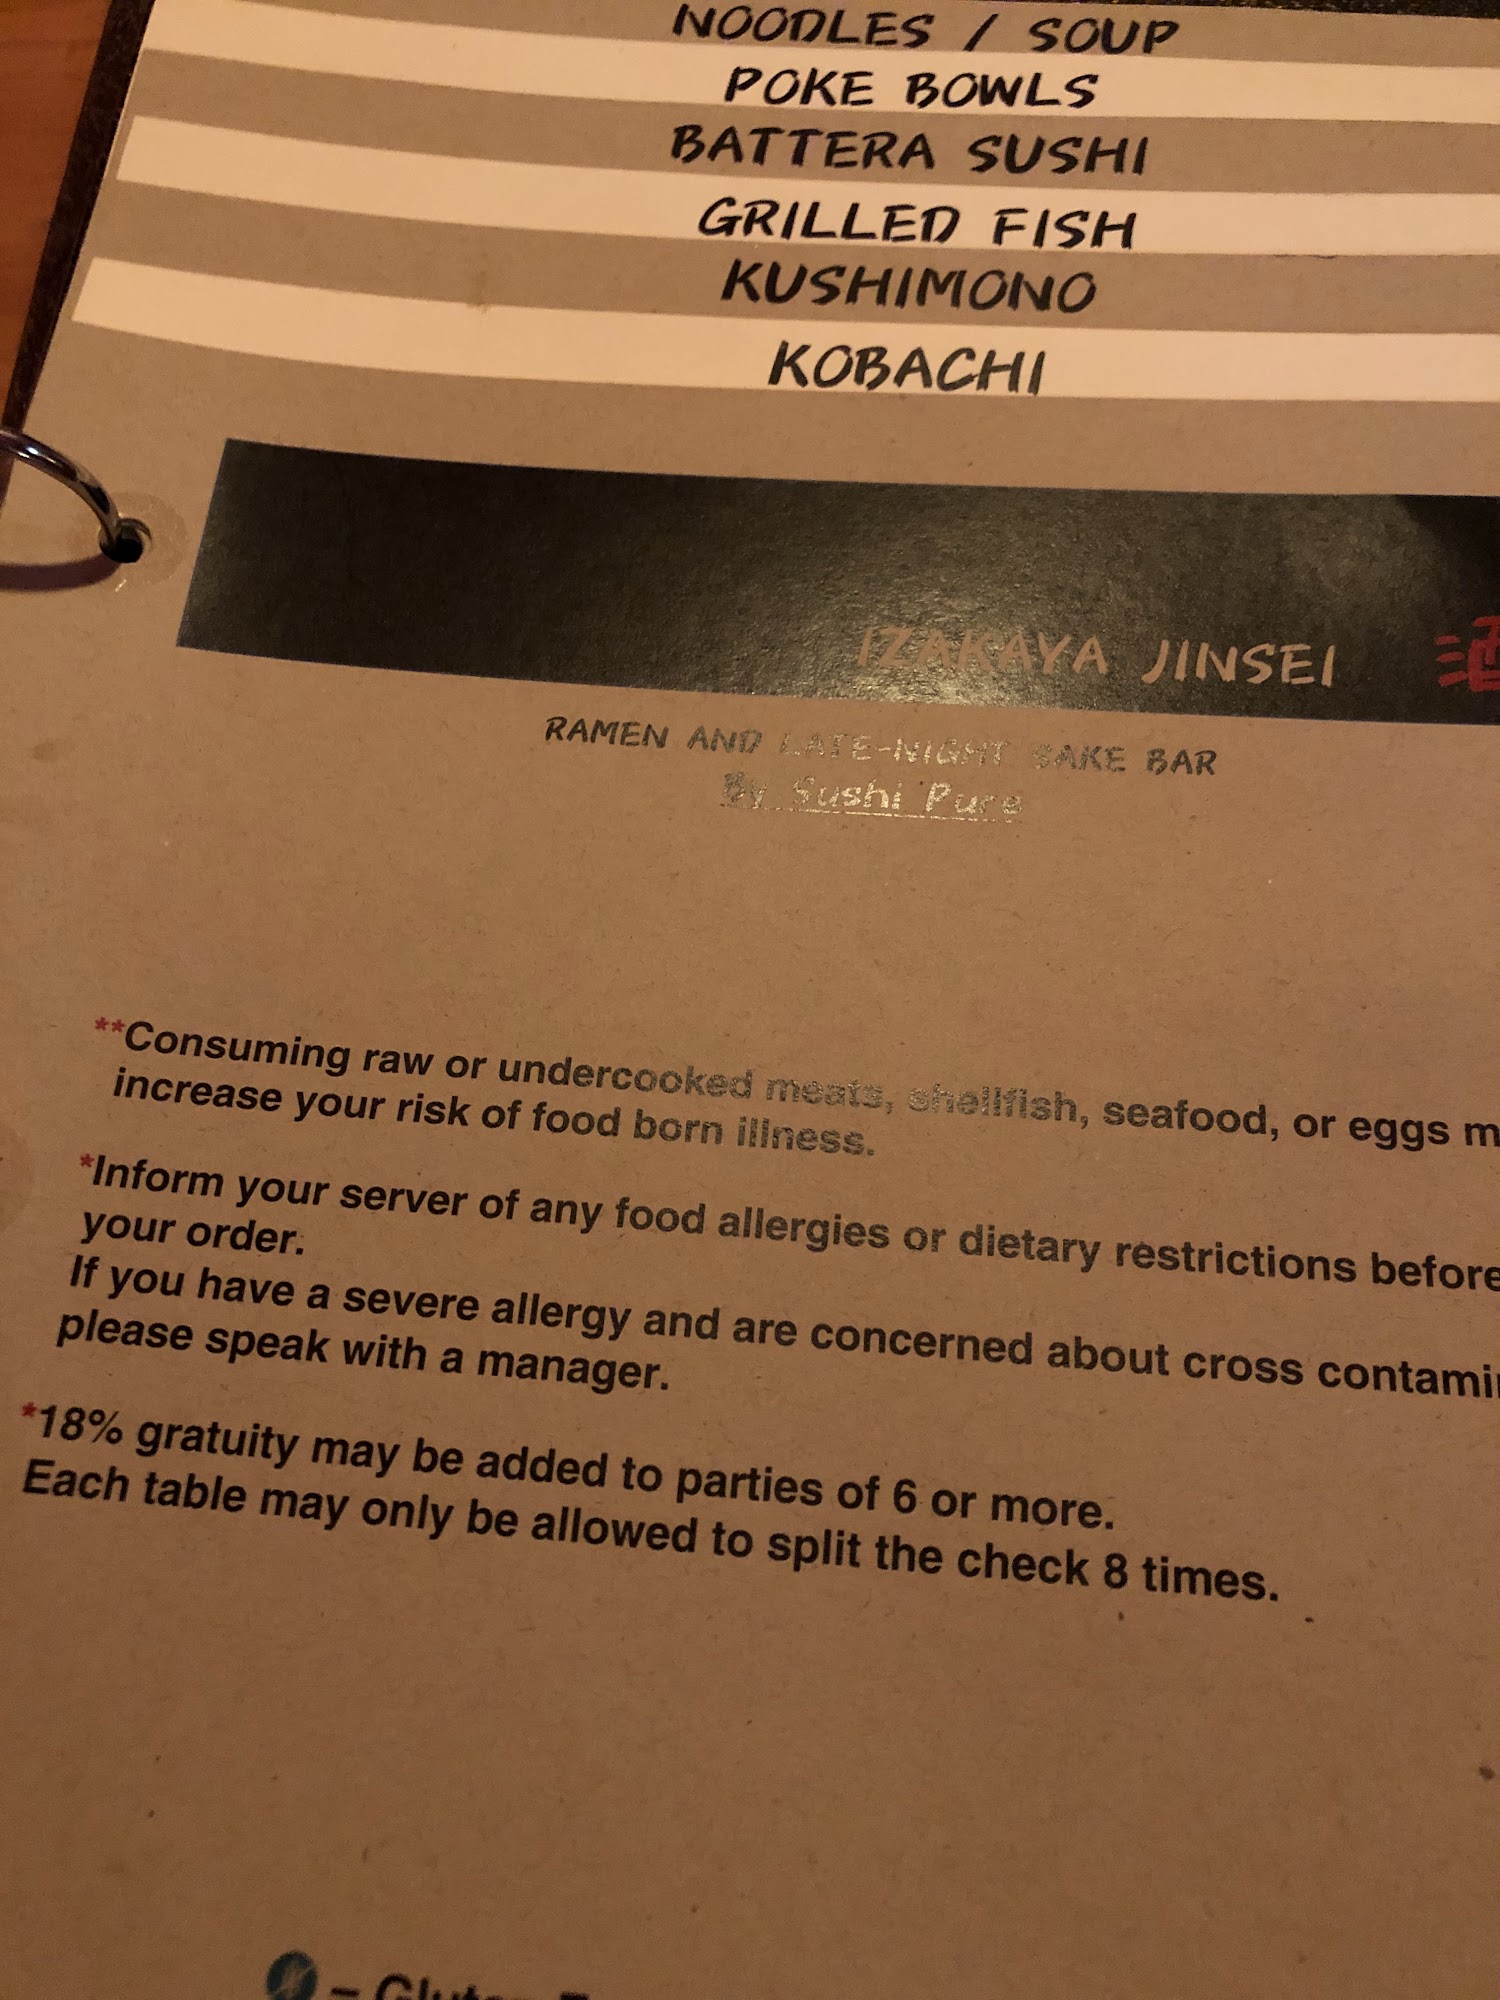 NOODLES / SOUP
POKE BOWLS
BATTERA SUSHI
GRILLED FISH
KUSHIMONO
KOBACHI
IZAKAYA JINSEI
RAMEN AND LATE-NIGHT SAKE BAR
By Sushi Pure
**Consuming raw or undercooked meats, shellfish, seafood, or eggs m
increase your risk of food born illness.
*Inform your server of any food allergies or dietary restrictions before
your order.
If you have a severe allergy and are concerned about cross contami
please speak with a manager.
*18% gratuity may be added to parties of 6 or more.
Each table may only be allowed to split the check 8 times.